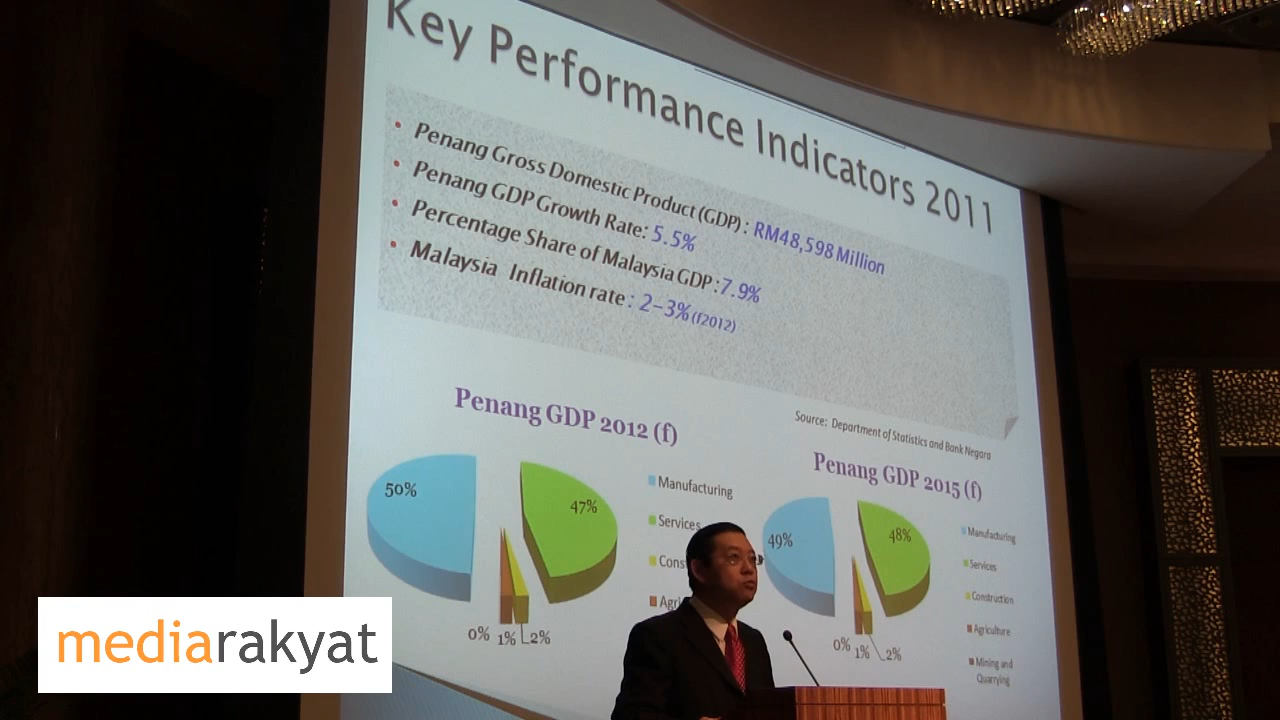 Key Performance Indicators 2011
• Penang Gross Domestic Product (GDP) : RM48,598 Million
• Penang GDP Growth Rate: 5.5%
• Percentage Share of Malaysia GDP :7.9%
• Malaysia Inflation rate : 2-3% (f2012)
Source: Department of Statistics and Bank Negara
Penang GDP 2012 (f)
50%
47%
0%
1%
2%
Manufacturing
Services
Cons
Agri
Penang GDP 2015 (f)
49%
48%
0%
1%
2%
Manufacturing
Services
Construction
Agriculture
Mining and
Quarrying
mediarakyat